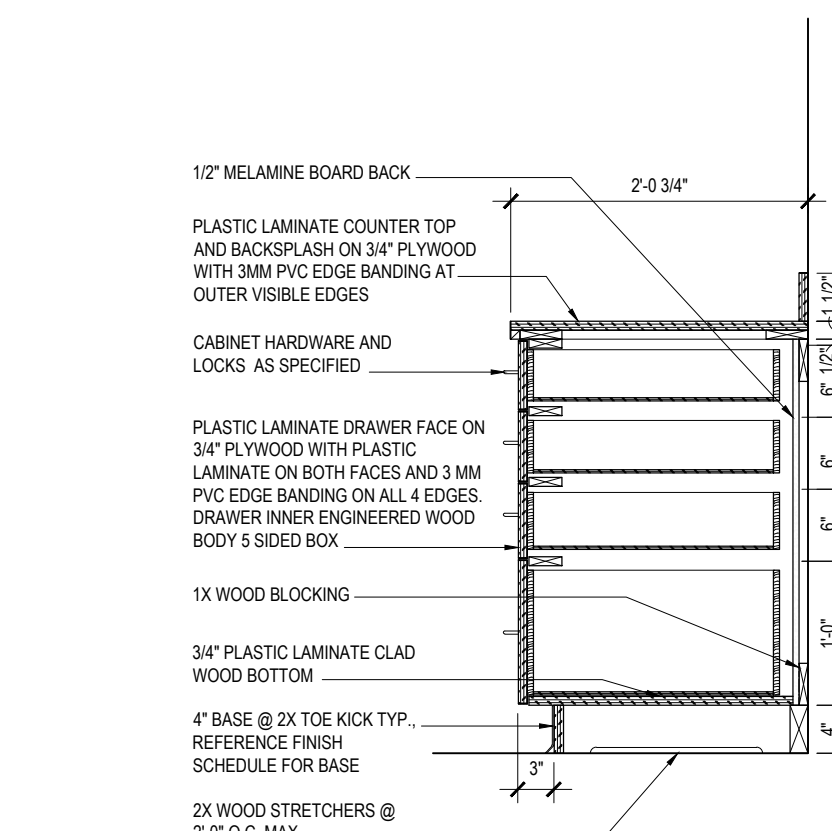 1/2" MELAMINE BOARD BACK
2'-0 3/4"
PLASTIC LAMINATE COUNTER TOP
AND BACKSPLASH ON 3/4" PLYWOOD
WITH 3MM PVC EDGE BANDING AT
OUTER VISIBLE EDGES
CABINET HARDWARE AND
LOCKS AS SPECIFIED
PLASTIC LAMINATE DRAWER FACE ON
3/4" PLYWOOD WITH PLASTIC
LAMINATE ON BOTH FACES AND 3 MM
PVC EDGE BANDING ON ALL 4 EDGES.
DRAWER INNER ENGINEERED WOOD
BODY 5 SIDED BOX
1X WOOD BLOCKING
3/4" PLASTIC LAMINATE CLAD
WOOD BOTTOM
4" BASE @ 2X TOE KICK TYP.,
REFERENCE FINISH
SCHEDULE FOR BASE
3"
2X WOOD STRETCHERS @
2'-0" O.C. MAX
1 1/2"
6" 1/2"
6"
6"
1'-0"
4"